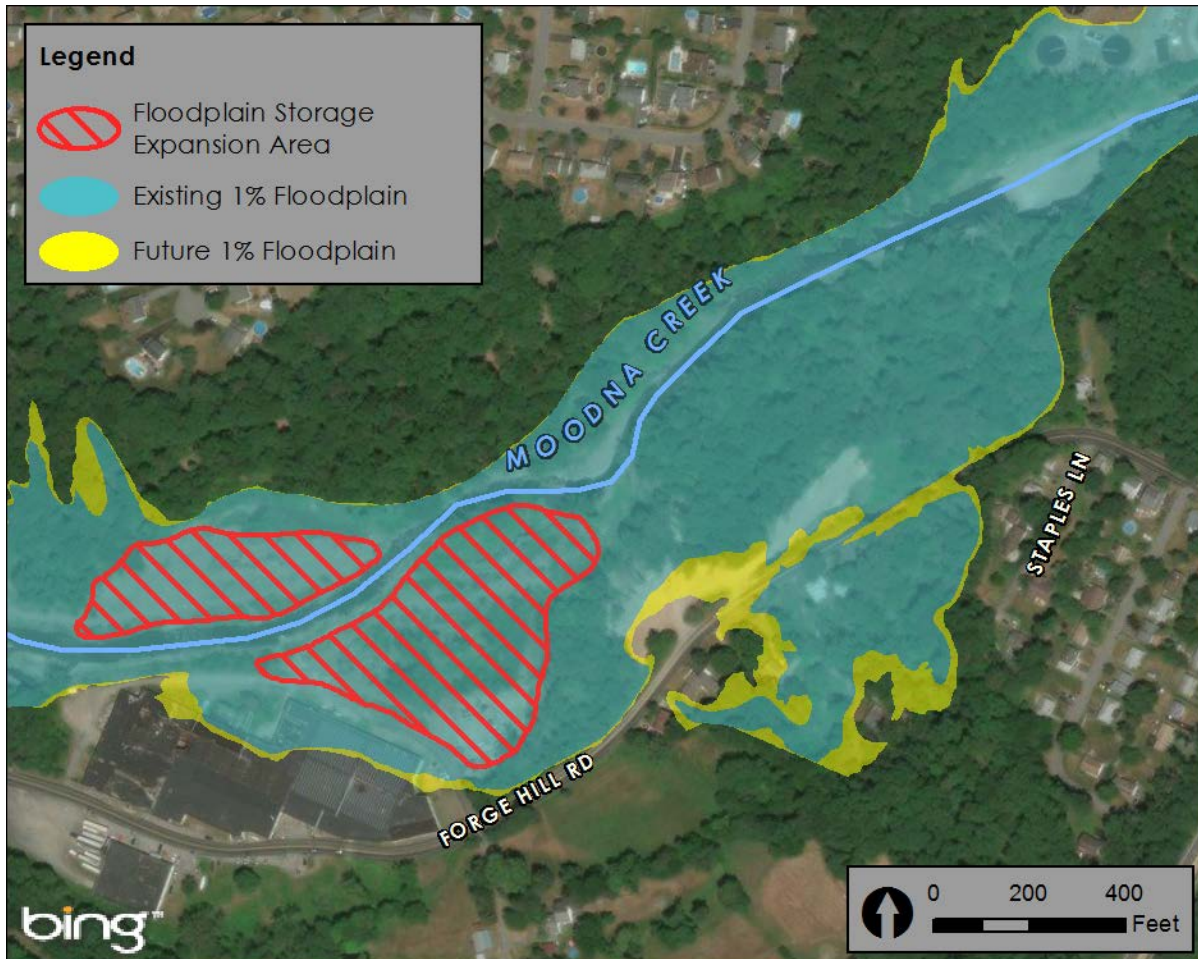 Legend
Floodplain Storage
Expansion Area
Existing 1% Floodplain
Future 1% Floodplain
MOODNA CREEK
STAPLES LN
FORGE HILL RD
bing™
0 200 400
Feet